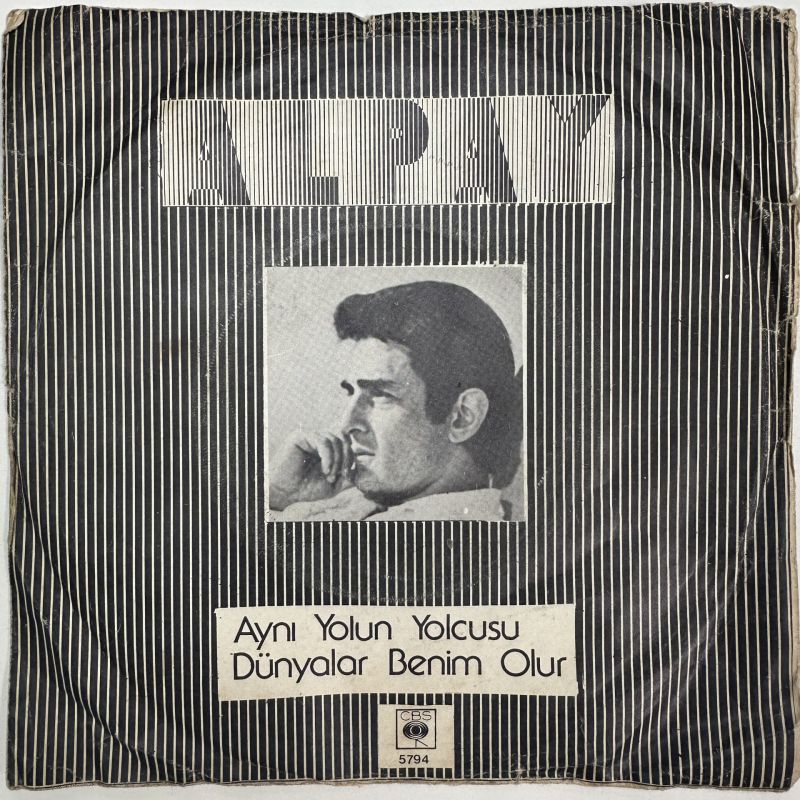 ALPAY
Aynı Yolun Yolcusu
Dünyalar Benim Olur
CBS
5794